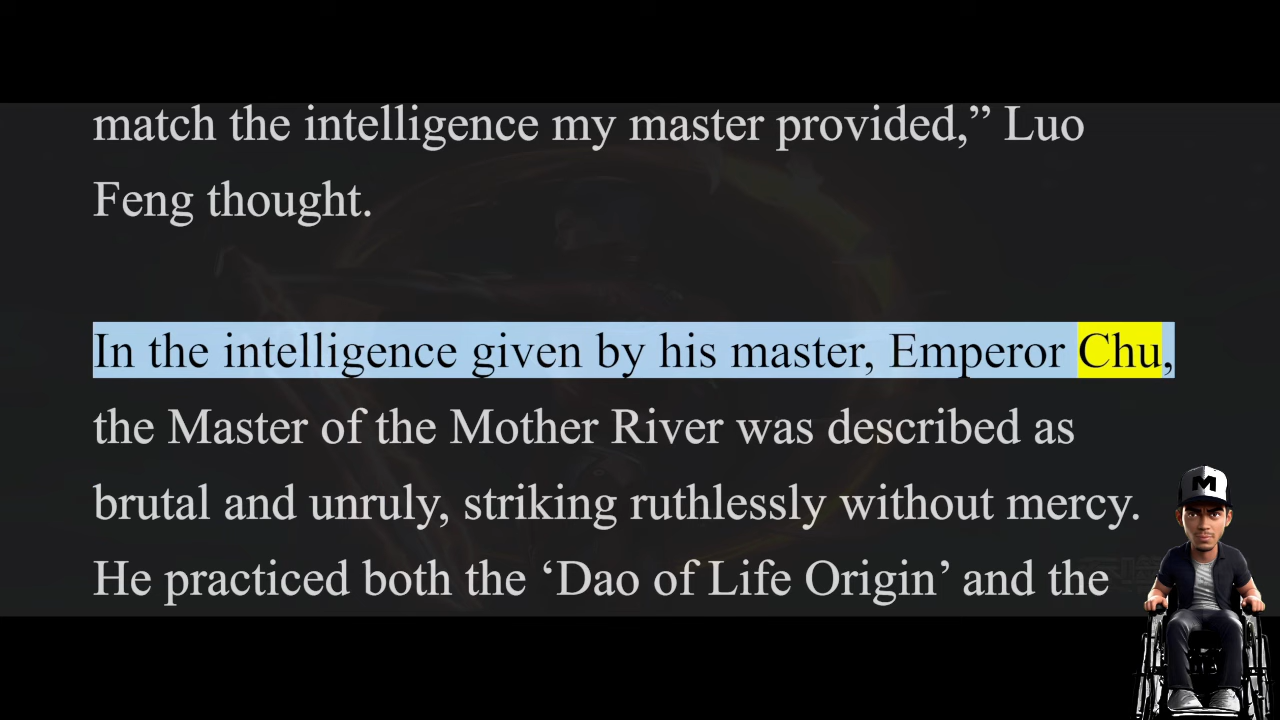 match the intelligence my master provided,” Luo
Feng thought.
In the intelligence given by his master, Emperor Chu,
the Master of the Mother River was described as
brutal and unruly, striking ruthlessly without mercy.
He practiced both the ‘Dao of Life Origin’ and the
M